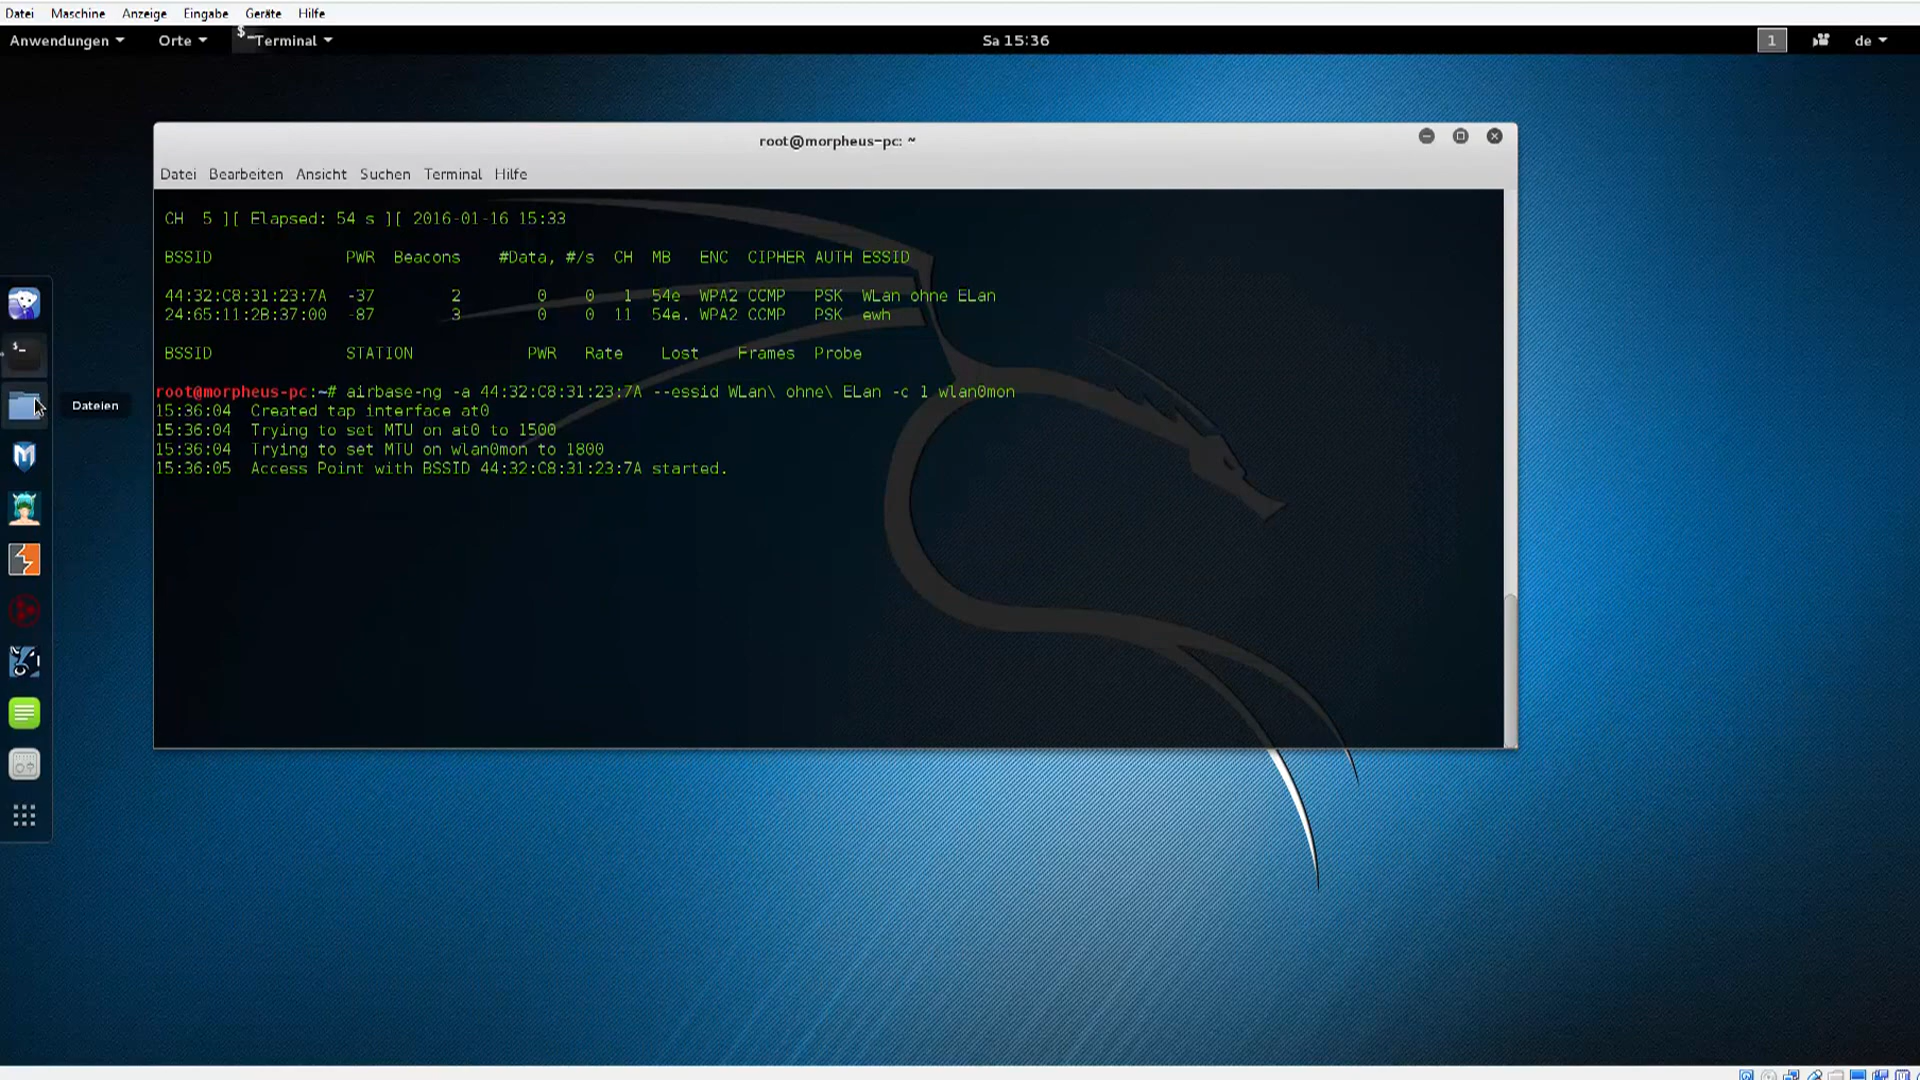 Datei Maschine Anzeige Eingabe Geräte Hilfe
Anwendungen Orte Terminal Sa 15:36 1 de
root@morpheus-pc: ~
Datei Bearbeiten Ansicht Suchen Terminal Hilfe
CH 5 ][ Elapsed: 54 s ][ 2016-01-16 15:33
BSSID PWR Beacons #Data, #/s CH MB ENC CIPHER AUTH ESSID
44:32:C8:31:23:7A -37 2 0 0 1 54e WPA2 CCMP PSK WLan ohne ELan
24:65:11:2B:37:00 -87 3 0 0 11 54e. WPA2 CCMP PSK ewh
BSSID STATION PWR Rate Lost Frames Probe
root@morpheus-pc:~# airbase-ng -a 44:32:C8:31:23:7A --essid WLan\ ohne\ ELan -c 1 wlan0mon
15:36:04 Created tap interface at0
15:36:04 Trying to set MTU on at0 to 1500
15:36:04 Trying to set MTU on wlan0mon to 1800
15:36:05 Access Point with BSSID 44:32:C8:31:23:7A started.
Dateien